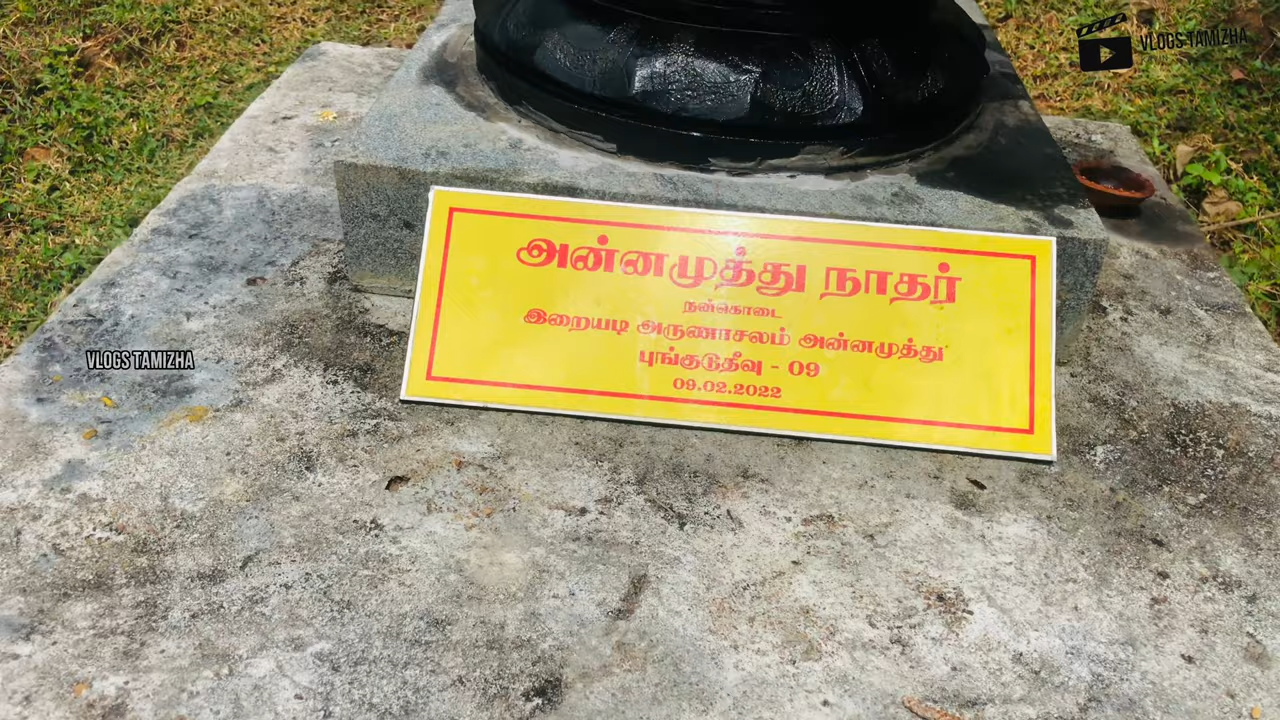 VLOGS TAMIZHA
அன்னமுத்து நாதர்
நன்கொடை
இறையடி அருணாசலம் அன்னமுத்து
புங்குடுதீவு - 09
09.02.2022
VLOGS TAMIZHA